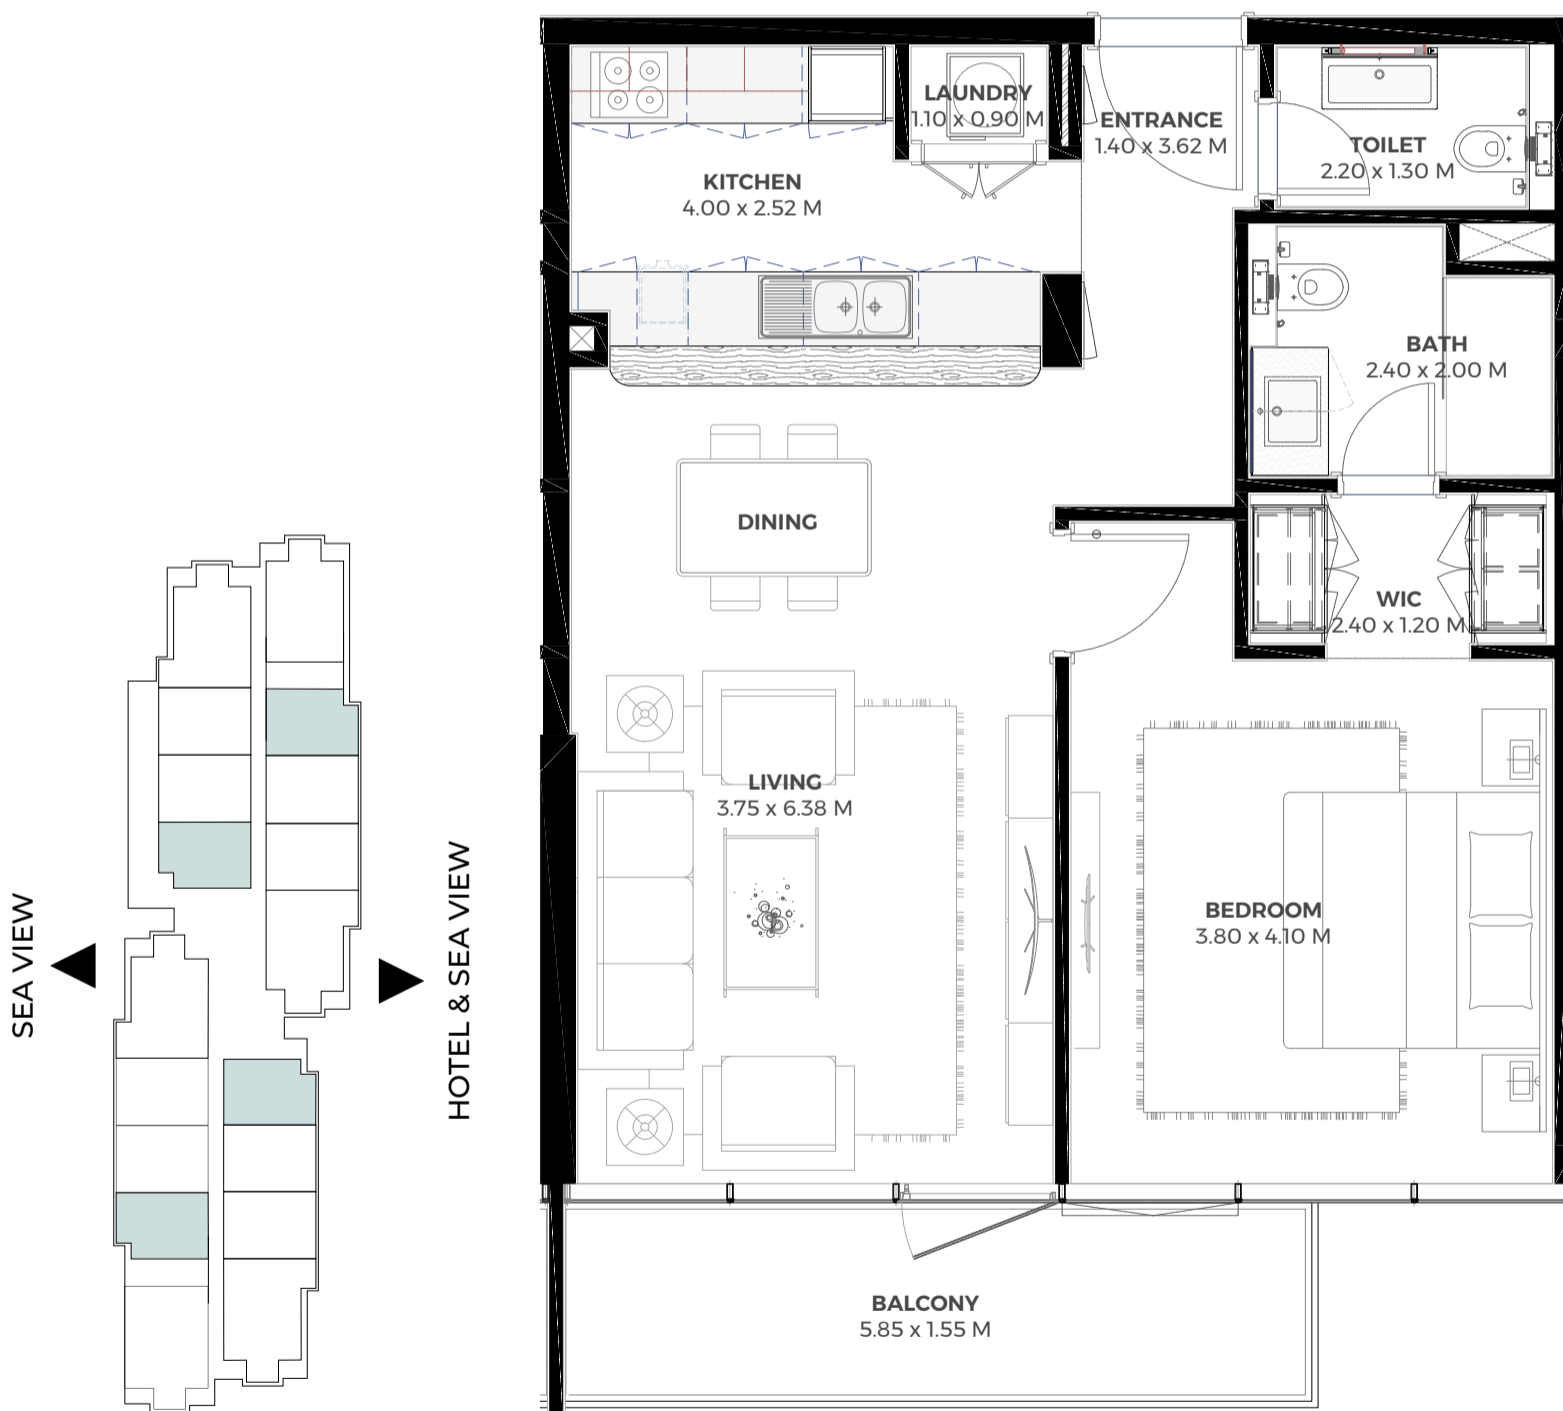 LAUNDRY
1.10 x 0.90 M
ENTRANCE
1.40 x 3.62 M
TOILET
2.20 x 1.30 M
KITCHEN
4.00 x 2.52 M
BATH
2.40 x 2.00 M
DINING
WIC
2.40 x 1.20 M
LIVING
3.75 x 6.38 M
BEDROOM
3.80 x 4.10 M
BALCONY
5.85 x 1.55 M
SEA VIEW
HOTEL & SEA VIEW